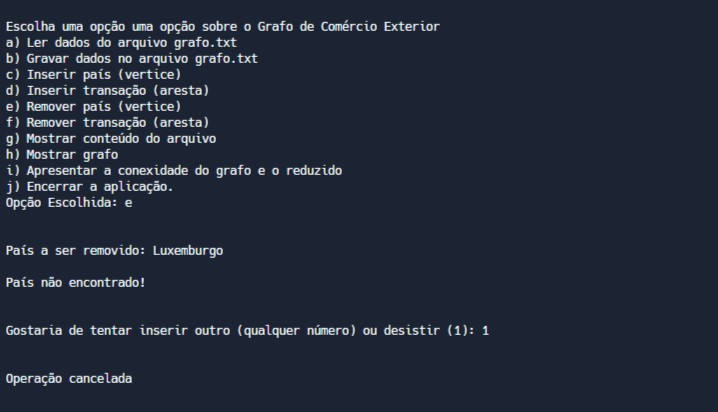 Escolha uma opção uma opção sobre o Grafo de Comércio Exterior
a) Ler dados do arquivo grafo.txt
b) Gravar dados no arquivo grafo.txt
c) Inserir país (vertice)
d) Inserir transação (aresta)
e) Remover país (vertice)
f) Remover transação (aresta)
g) Mostrar conteúdo do arquivo
h) Mostrar grafo
i) Apresentar a conexidade do grafo e o reduzido
j) Encerrar a aplicação.
Opção Escolhida: e
País a ser removido: Luxemburgo
País não encontrado!
Gostaria de tentar inserir outro (qualquer número) ou desistir (1): 1
Operação cancelada